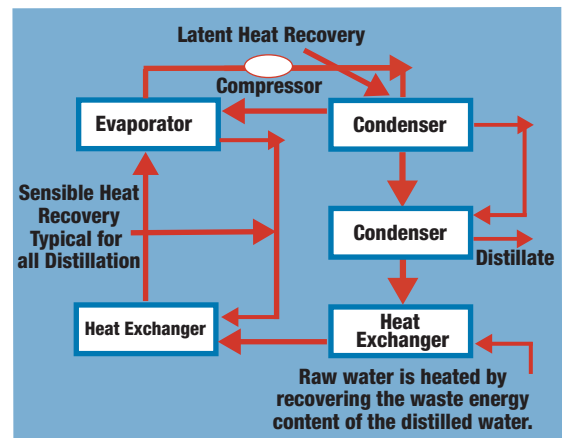 Latent Heat Recovery
Compressor
Evaporator
Condenser
Sensible Heat
Recovery
Typical for
all Distillation
Condenser
Distillate
Heat Exchanger
Heat
Exchanger
Raw water is heated by
recovering the waste energy
content of the distilled water.